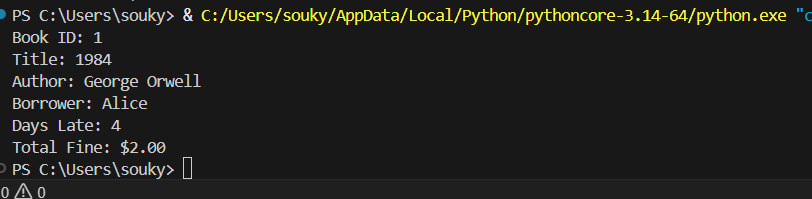 PS C:\Users\souky> & C:/Users/souky/AppData/Local/Python/pythoncore-3.14-64/python.exe "c
Book ID: 1
Title: 1984
Author: George Orwell
Borrower: Alice
Days Late: 4
Total Fine: $2.00
PS C:\Users\souky>
0 0